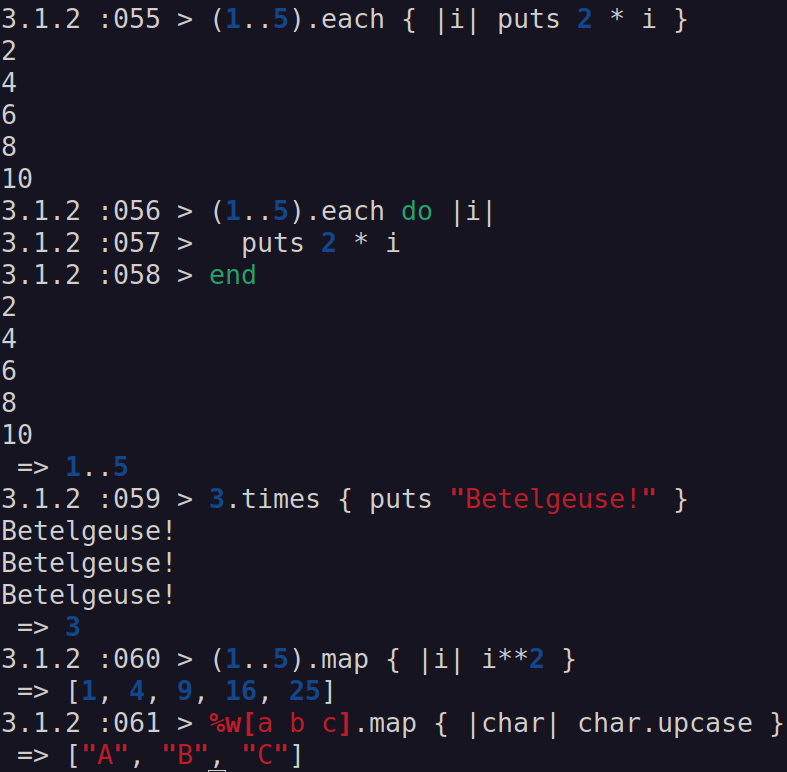 3.1.2 :055 > (1..5).each { |i| puts 2 * i }
2
4
6
8
10
3.1.2 :056 > (1..5).each do |i|
3.1.2 :057 >   puts 2 * i
3.1.2 :058 > end
2
4
6
8
10
 => 1..5
3.1.2 :059 > 3.times { puts "Betelgeuse!" }
Betelgeuse!
Betelgeuse!
Betelgeuse!
 => 3
3.1.2 :060 > (1..5).map { |i| i**2 }
 => [1, 4, 9, 16, 25]
3.1.2 :061 > %w[a b c].map { |char| char.upcase }
 => ["A", "B", "C"]